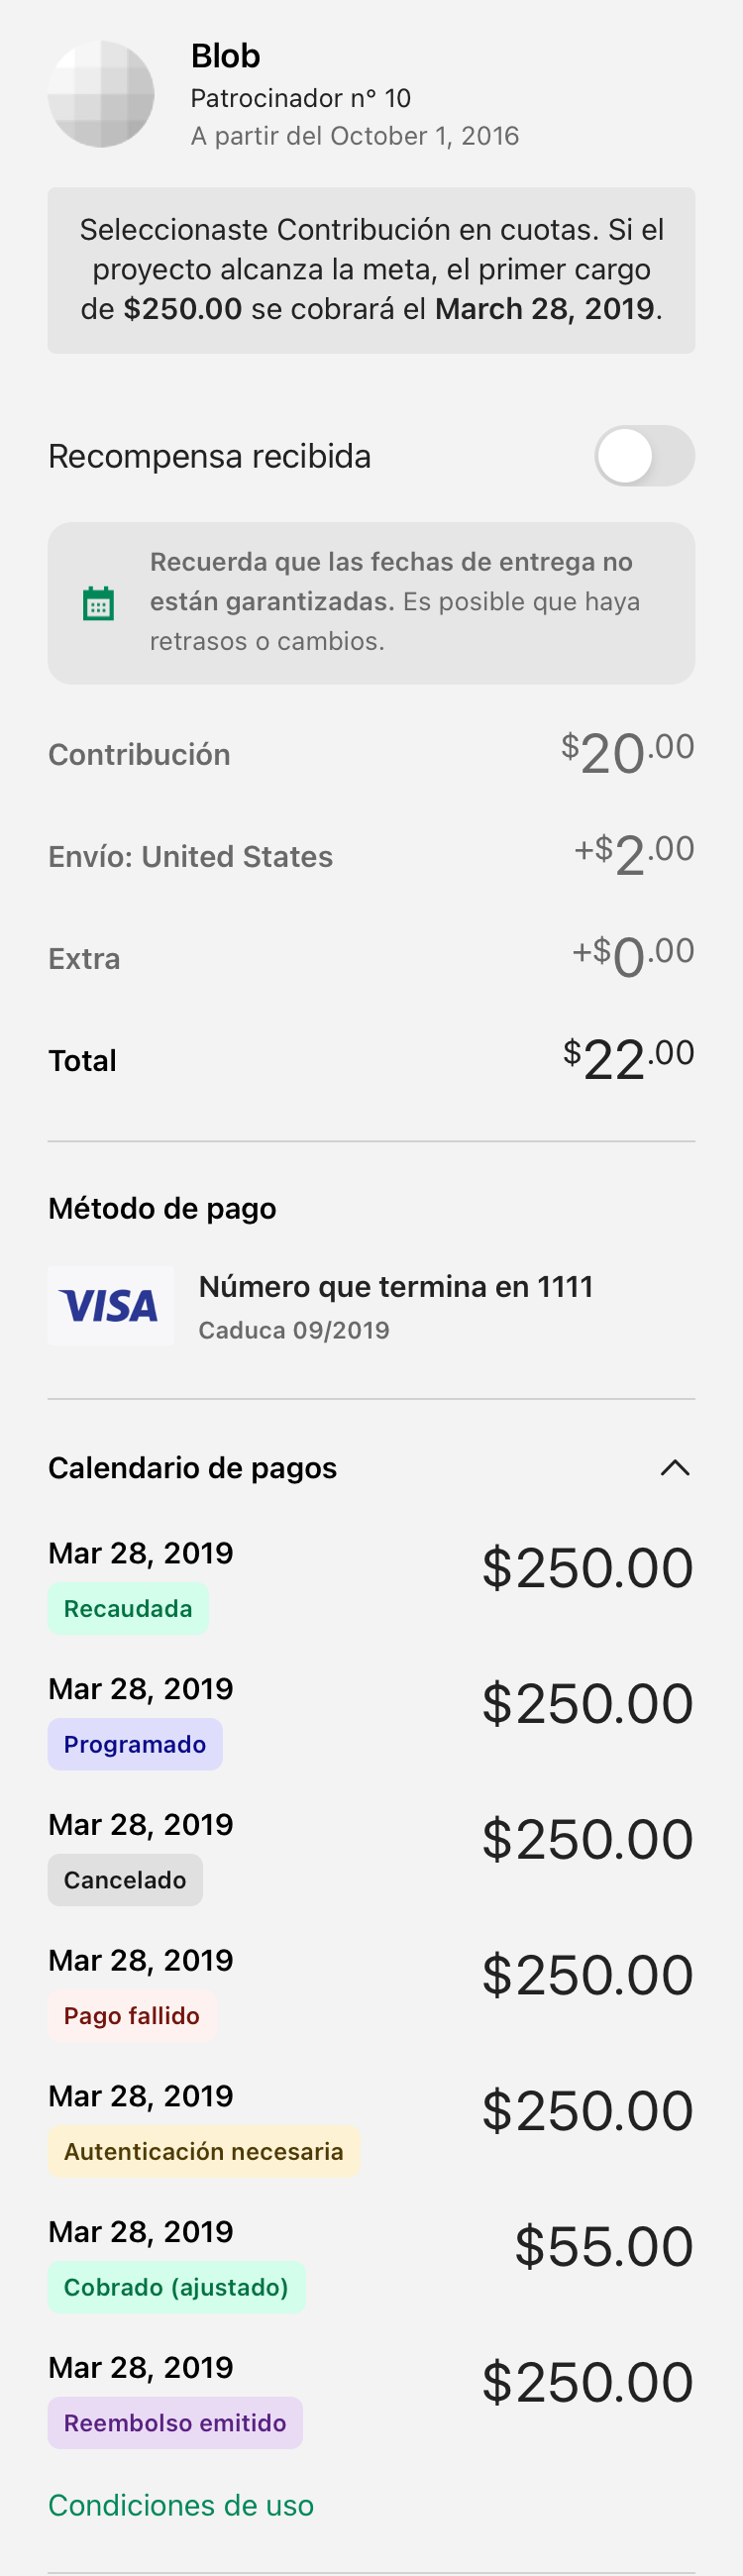 Blob
Patrocinador n° 10
A partir del October 1, 2016
Seleccionaste Contribución en cuotas. Si el
proyecto alcanza la meta, el primer cargo
de $250.00 se cobrará el March 28, 2019.
Recompensa recibida
Recuerda que las fechas de entrega no
están garantizadas. Es posible que haya
retrasos o cambios.
Contribución $20.00
Envío: United States +$2.00
Extra +$0.00
Total $22.00
Método de pago
VISA
Número que termina en 1111
Caduca 09/2019
Calendario de pagos
Mar 28, 2019 $250.00
Recaudada
Mar 28, 2019 $250.00
Programado
Mar 28, 2019 $250.00
Cancelado
Mar 28, 2019 $250.00
Pago fallido
Mar 28, 2019 $250.00
Autenticación necesaria
Mar 28, 2019 $55.00
Cobrado (ajustado)
Mar 28, 2019 $250.00
Reembolso emitido
Condiciones de uso